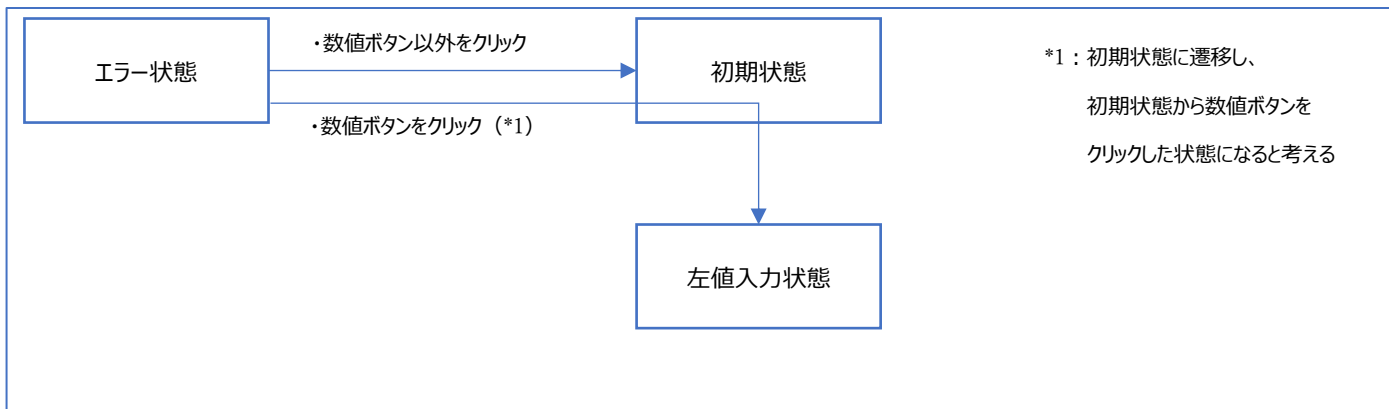 ・数値ボタン以外をクリック
エラー状態
初期状態
*1：初期状態に遷移し、
初期状態から数値ボタンを
・数値ボタンをクリック（*1）
クリックした状態になると考える
左値入力状態